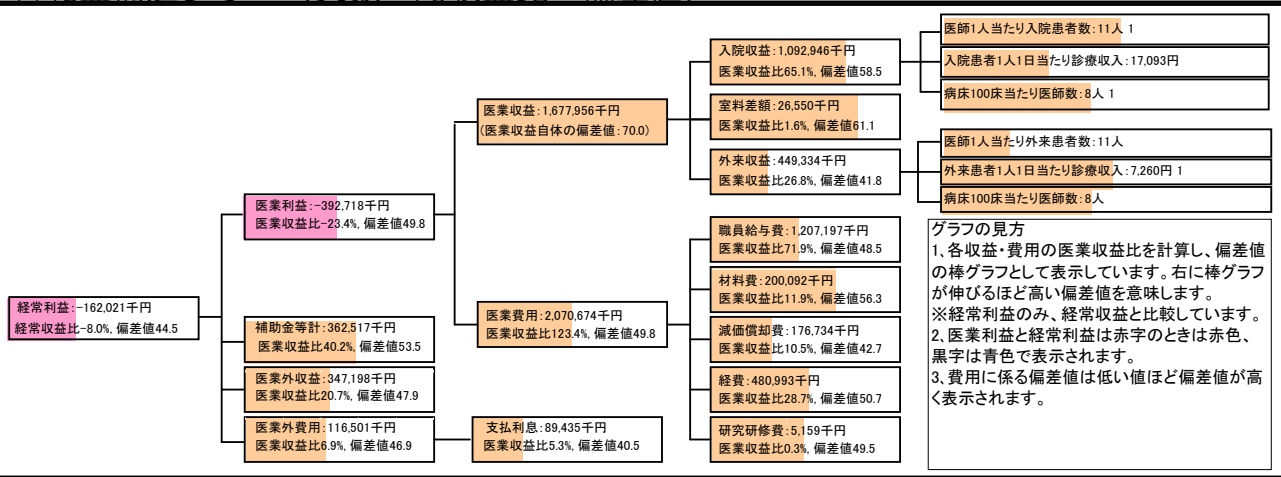 経常利益:-162,021千円
経常収益比-8.0%, 偏差値44.5
医業利益:-392,718千円
医業収益比-23.4%, 偏差値49.8
補助金等計:362,517千円
医業収益比40.2%, 偏差値53.5
医業外収益:347,198千円
医業収益比20.7%, 偏差値47.9
医業外費用:116,501千円
医業収益比6.9%, 偏差値46.9
医業収益:1,677,956千円
(医業収益自体の偏差値:70.0)
医業費用:2,070,674千円
医業収益比123.4%, 偏差値49.8
支払利息:89,435千円
医業収益比5.3%, 偏差値40.5
入院収益:1,092,946千円
医業収益比65.1%, 偏差値58.5
室料差額:26,550千円
医業収益比1.6%, 偏差値61.1
外来収益:449,334千円
医業収益比26.8%, 偏差値41.8
職員給与費:1,207,197千円
医業収益比71.9%, 偏差値48.5
材料費:200,092千円
医業収益比11.9%, 偏差値56.3
減価償却費:176,734千円
医業収益比10.5%, 偏差値42.7
経費:480,993千円
医業収益比28.7%, 偏差値50.7
研究研修費:5,159千円
医業収益比0.3%, 偏差値49.5
医師1人当たり入院患者数:11人 1
入院患者1人1日当たり診療収入:17,093円
病床100床当たり医師数:8人 1
医師1人当たり外来患者数:11人
外来患者1人1日当たり診療収入:7,260円 1
病床100床当たり医師数:8人
グラフの見方
1、各収益・費用の医業収益比を計算し、偏差値
の棒グラフとして表示しています。右に棒グラフ
が伸びるほど高い偏差値を意味します。
※経常利益のみ、経常収益と比較しています。
2、医業利益と経常利益は赤字のときは赤色、
黒字は青色で表示されます。
3、費用に係る偏差値は低い値ほど偏差値が高
く表示されます。